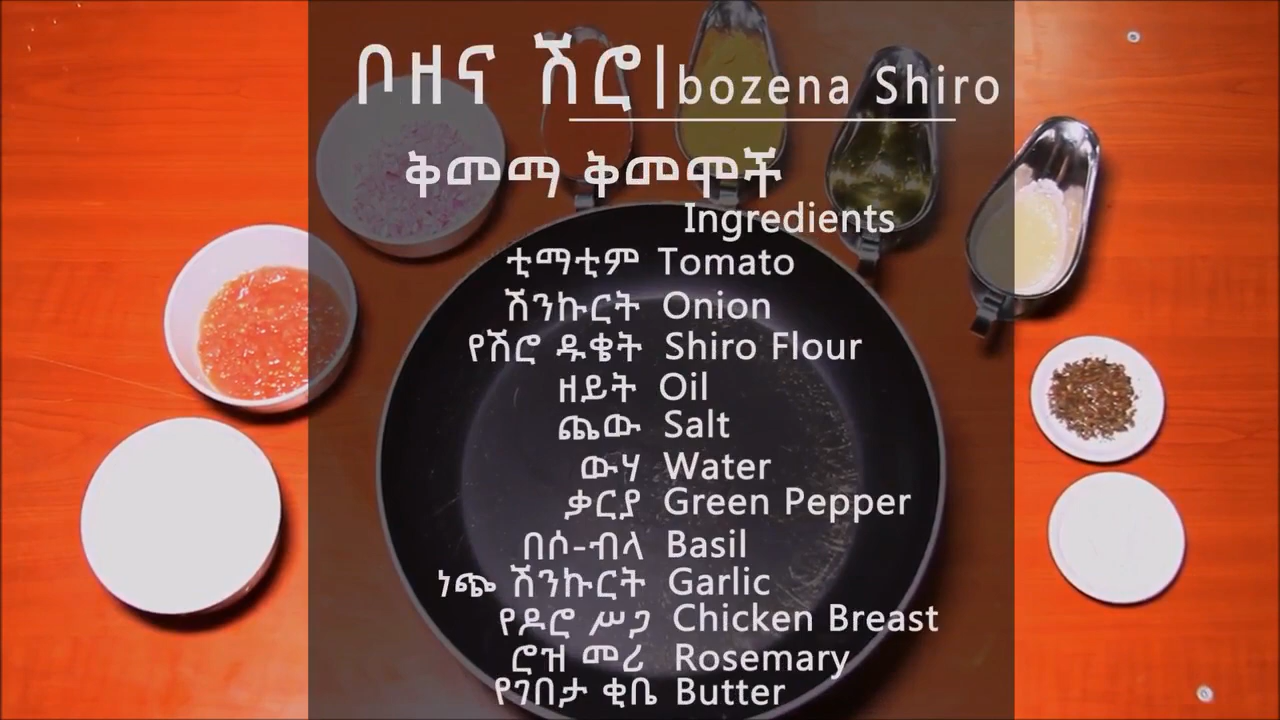 ቦዘና ሽሮ|bozena Shiro
ቅመማ ቅመሞች
Ingredients
ቲማቲም Tomato
ሽንኩርት Onion
የሽሮ ዱቄት Shiro Flour
ዘይት Oil
ጨው Salt
ውሃ Water
ቃርያ Green Pepper
በሶ-ብላ Basil
ነጭ ሽንኩርት Garlic
የዶሮ ሥጋ Chicken Breast
ሮዝ መሪ Rosemary
የገበታ ቂቤ Butter